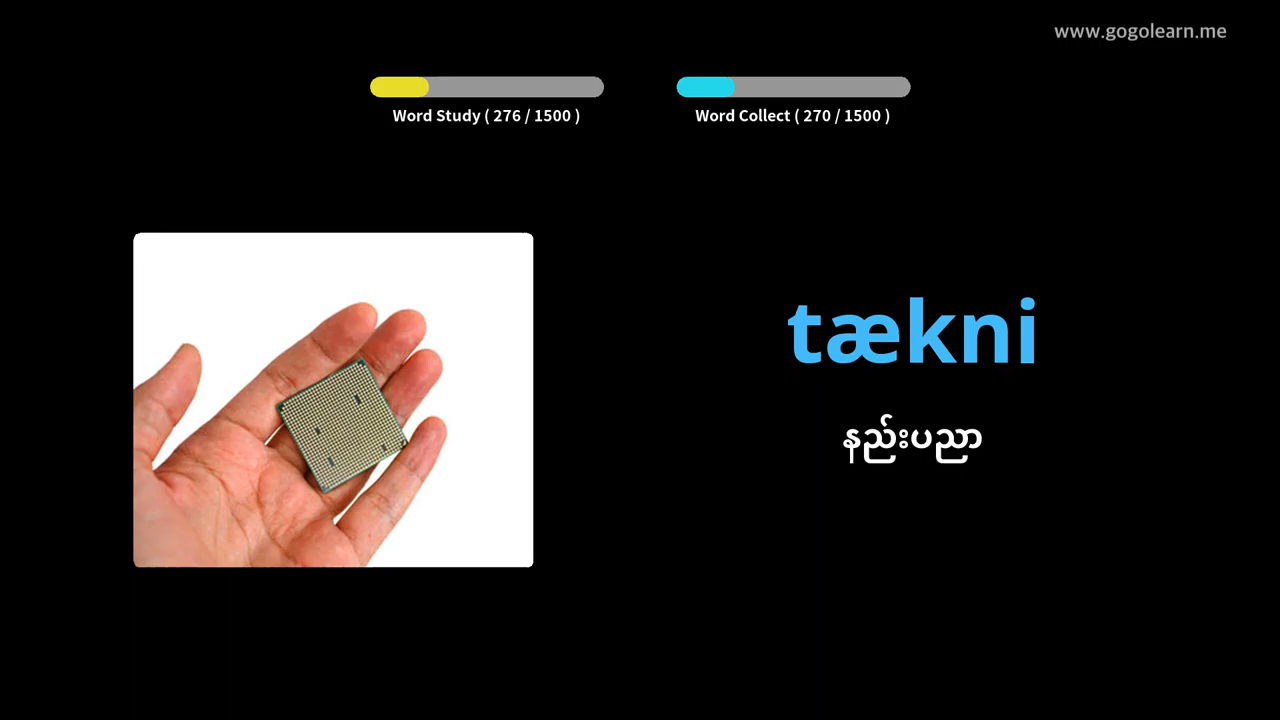 www.gogolearn.me
Word Study ( 276 / 1500 )
Word Collect ( 270 / 1500 )
tækni
နည်းပညာ